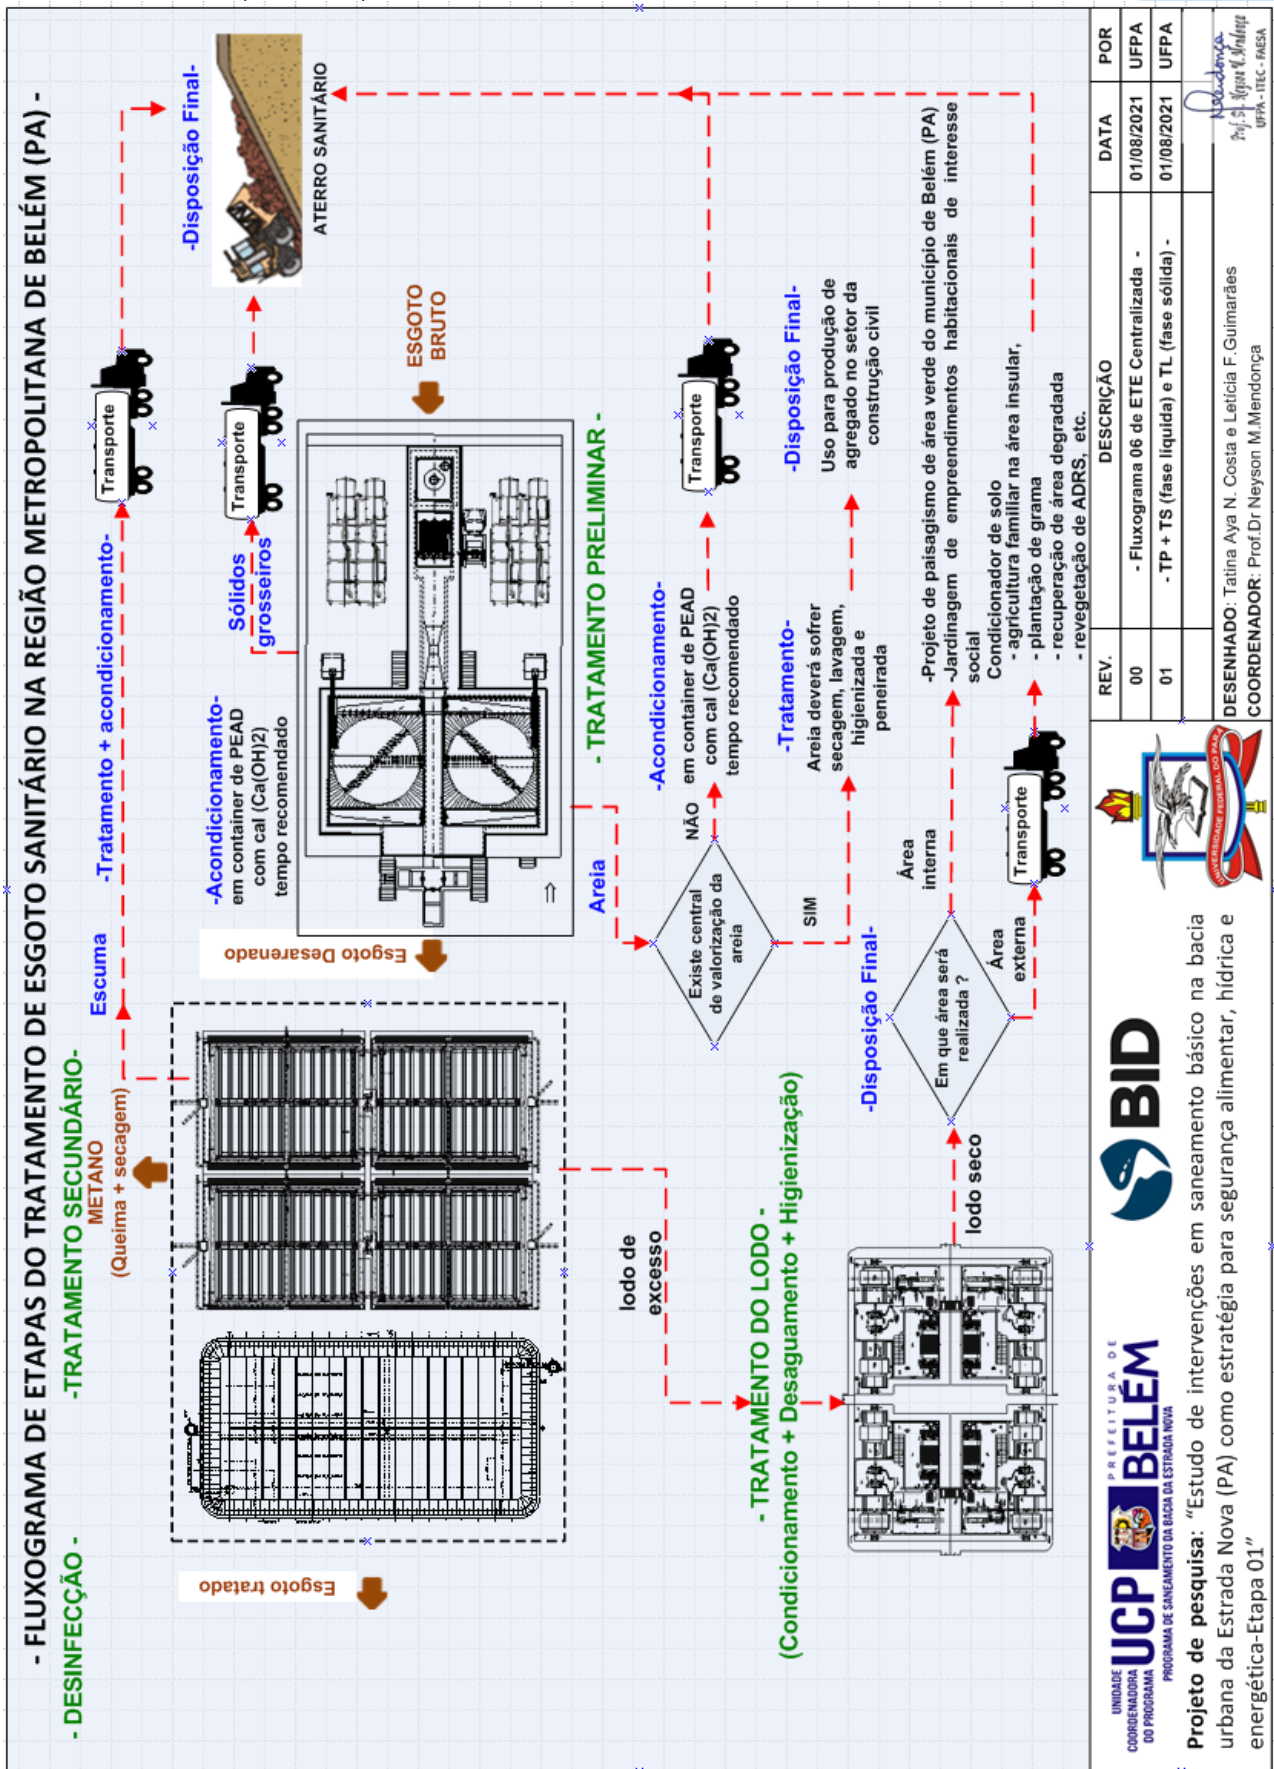 - FLUXOGRAMA DE ETAPAS DO TRATAMENTO DE ESGOTO SANITÁRIO NA REGIÃO METROPOLITANA DE BELÉM (PA) -
- DESINFECÇÃO -
-TRATAMENTO SECUNDÁRIO-
METANO
(Queima + secagem)
Escuma
-Tratamento + acondicionamento-
Transporte
-Disposição Final-
ATERRO SANITÁRIO
Sólidos
grosseiros
Transporte
-Acondicionamento-
em container de PEAD
com cal (Ca(OH)2)
tempo recomendado
ESGOTO
BRUTO
Esgoto Desarenado
Esgoto tratado
- TRATAMENTO PRELIMINAR -
Areia
lodo de
excesso
Existe central
de valorização da
areia
NÃO
-Acondicionamento-
em container de PEAD
com cal (Ca(OH)2)
tempo recomendado
Transporte
SIM
-Tratamento-
Areia deverá sofrer
secagem, lavagem,
higienizada e
peneirada
-Disposição Final-
Uso para produção de
agregado no setor da
construção civil
- TRATAMENTO DO LODO -
(Condicionamento + Desaguamento + Higienização)
lodo seco
-Disposição Final-
Em que área será
realizada ?
Área
interna
Área
externa
Transporte
-Projeto de paisagismo de área verde do município de Belém (PA)
-Jardinagem de empreendimentos habitacionais de interesse
social
Condicionador de solo
- agricultura familiar na área insular,
- plantação de grama
- recuperação de área degradada
- revegetação de ADRS, etc.
UNIDADE
COORDENADORA
DO PROGRAMA
UCP
PREFEITURA DE
BELÉM
PROGRAMA DE SANEAMENTO DA BACIA DA ESTRADA NOVA
BID
UNIVERSIDADE FEDERAL DO PARÁ
Projeto de pesquisa: "Estudo de intervenções em saneamento básico na bacia
urbana da Estrada Nova (PA) como estratégia para segurança alimentar, hídrica e
energética-Etapa 01"
REV. DESCRIÇÃO DATA POR
00 - Fluxograma 06 de ETE Centralizada - 01/08/2021 UFPA
01 - TP + TS (fase líquida) e TL (fase sólida) - 01/08/2021 UFPA
DESENHADO: Tatina Aya N. Costa e Letícia F.Guimarães
COORDENADOR: Prof.Dr Neyson M.Mendonça
Mendonça
Prof. Dr. Neyson M. Mendonça
UFPA - ITEC - FAESA